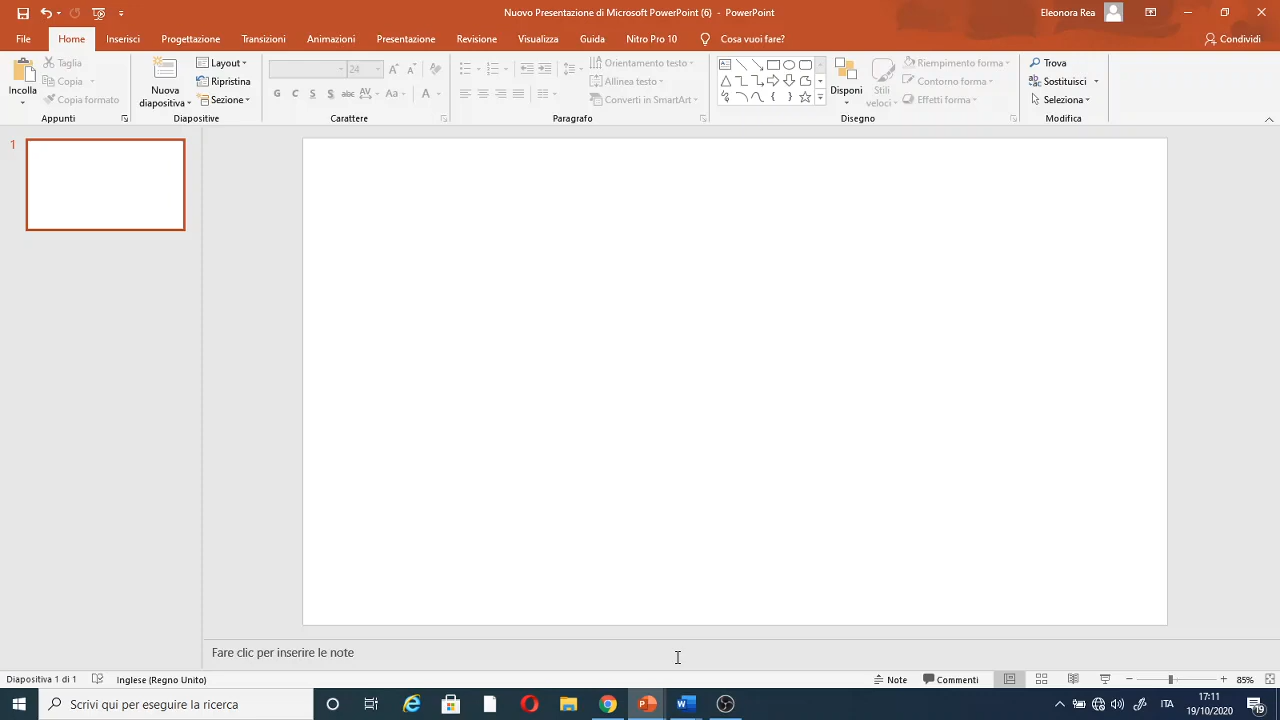 Nuovo Presentazione di Microsoft PowerPoint (6) - PowerPoint
Eleonora Rea
File Home Inserisci Progettazione Transizioni Animazioni Presentazione Revisione Visualizza Guida Nitro Pro 10 Cosa vuoi fare? Condividi
Incolla
Taglia
Copia
Copia formato
Appunti
Nuova
diapositiva
Layout
Ripristina
Sezione
Diapositive
24
G C S S abc AV Aa A
Carattere
Orientamento testo
Allinea testo
Converti in SmartArt
Paragrafo
Disponi
Stili
veloci
Riempimento forma
Contorno forma
Effetti forma
Disegno
Trova
Sostituisci
Seleziona
Modifica
1
Fare clic per inserire le note
Diapositiva 1 di 1 Inglese (Regno Unito) Note Commenti 85%
Scrivi qui per eseguire la ricerca
ITA
17:11
19/10/2020
19